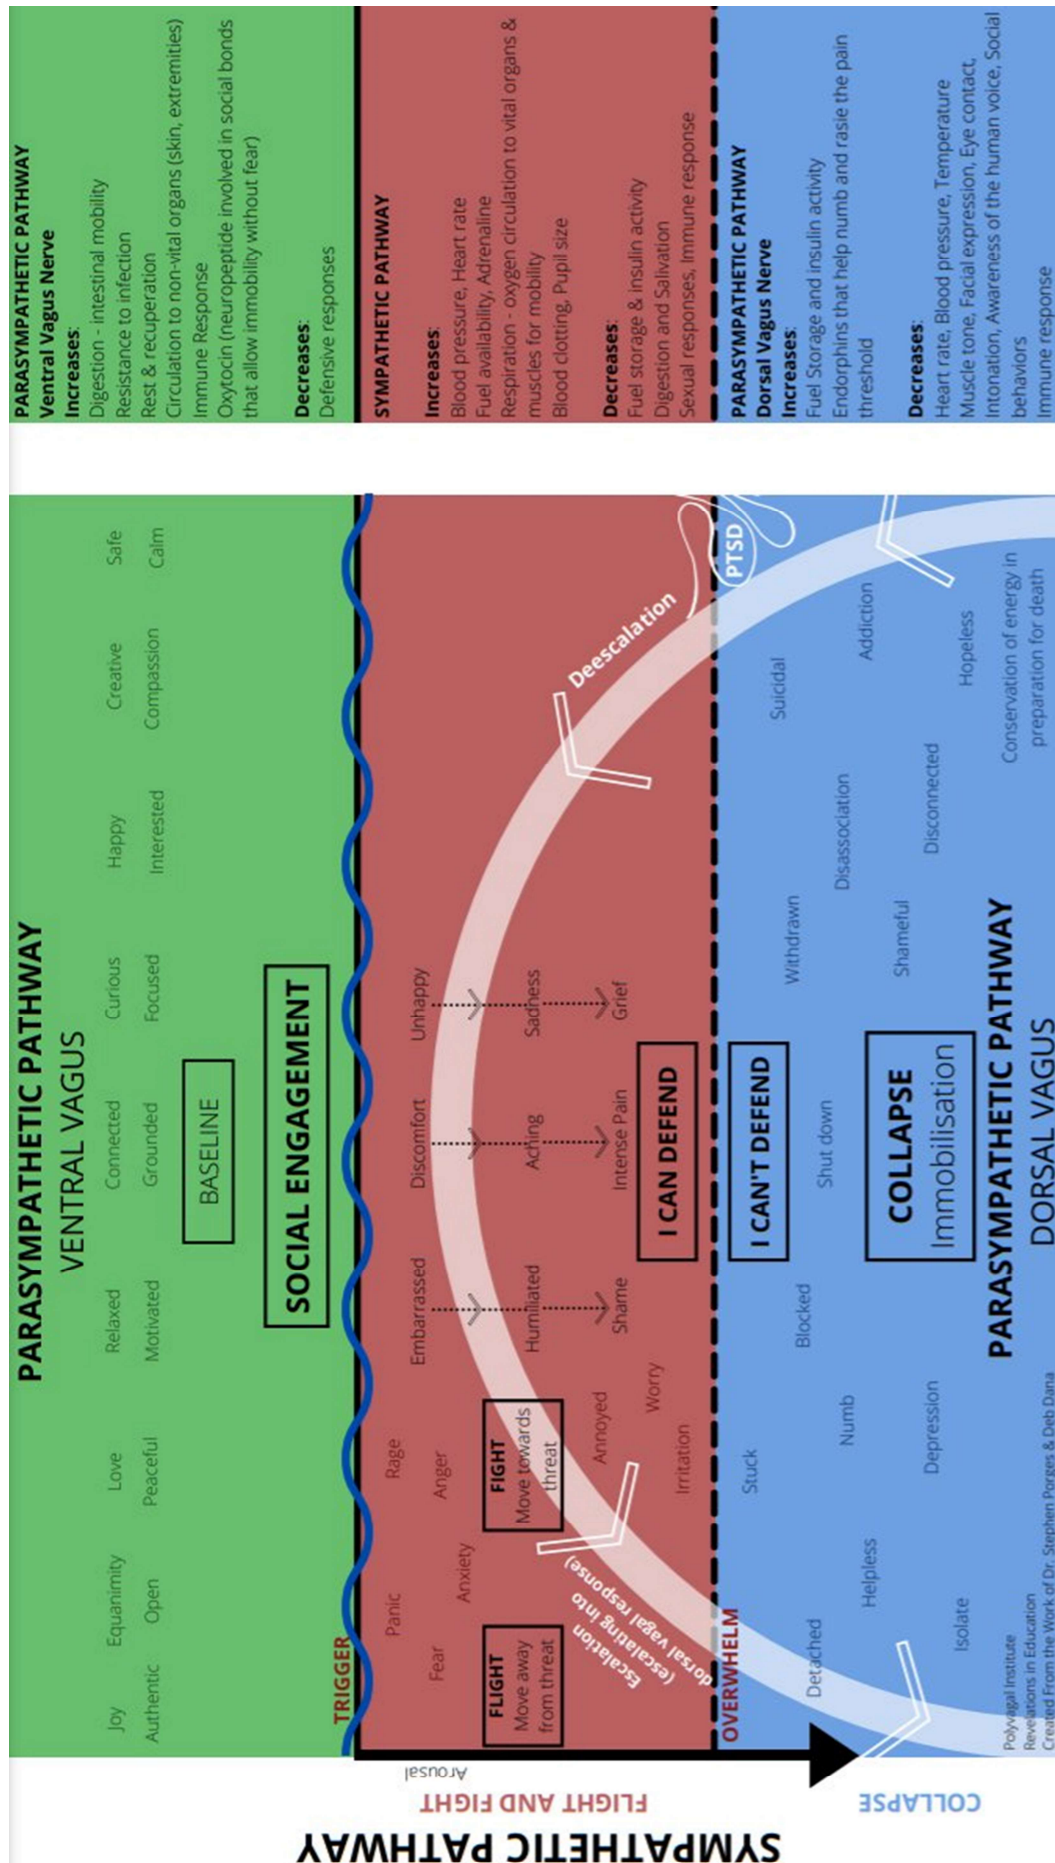 PARASYMPATHETIC PATHWAY
VENTRAL VAGUS
Joy
Equanimity
Love
Relaxed
Connected
Curious
Happy
Creative
Safe
Authentic
Open
Peaceful
Motivated
Grounded
Focused
Interested
Compassion
Calm
BASELINE
SOCIAL ENGAGEMENT
TRIGGER
SYMPATHETIC PATHWAY
FLIGHT AND FIGHT
Arousal
Panic
Rage
Fear
Anxiety
Anger
FLIGHT
Move away
from threat
FIGHT
Move towards
threat
Annoyed
Worry
Irritation
Embarrassed
Humiliated
Shame
Discomfort
Aching
Intense Pain
Unhappy
Sadness
Grief
Escalation
(escalating into
dorsal vagal response)
Deescalation
I CAN DEFEND
OVERWHELM
PTSD
COLLAPSE
I CAN'T DEFEND
Stuck
Detached
Helpless
Numb
Blocked
Shut down
Withdrawn
Suicidal
Disassociation
Addiction
Isolate
Depression
Shameful
Disconnected
Hopeless
COLLAPSE
Immobilisation
Conservation of energy in
preparation for death
PARASYMPATHETIC PATHWAY
DORSAL VAGUS
Polyvagal Institute
Revelations in Education
Created From the Work of Dr. Stephen Porges & Deb Dana
PARASYMPATHETIC PATHWAY
Ventral Vagus Nerve
Increases:
Digestion - intestinal mobility
Resistance to infection
Rest & recuperation
Circulation to non-vital organs (skin, extremities)
Immune Response
Oxytocin (neuropeptide involved in social bonds
that allow immobility without fear)
Decreases:
Defensive responses
SYMPATHETIC PATHWAY
Increases:
Blood pressure, Heart rate
Fuel availability, Adrenaline
Respiration - oxygen circulation to vital organs &
muscles for mobility
Blood clotting, Pupil size
Decreases:
Fuel storage & insulin activity
Digestion and Salivation
Sexual responses, Immune response
PARASYMPATHETIC PATHWAY
Dorsal Vagus Nerve
Increases:
Fuel Storage and insulin activity
Endorphins that help numb and rasie the pain
threshold
Decreases:
Heart rate, Blood pressure, Temperature
Muscle tone, Facial expression, Eye contact,
Intonation, Awareness of the human voice, Social
behaviors
Immune response